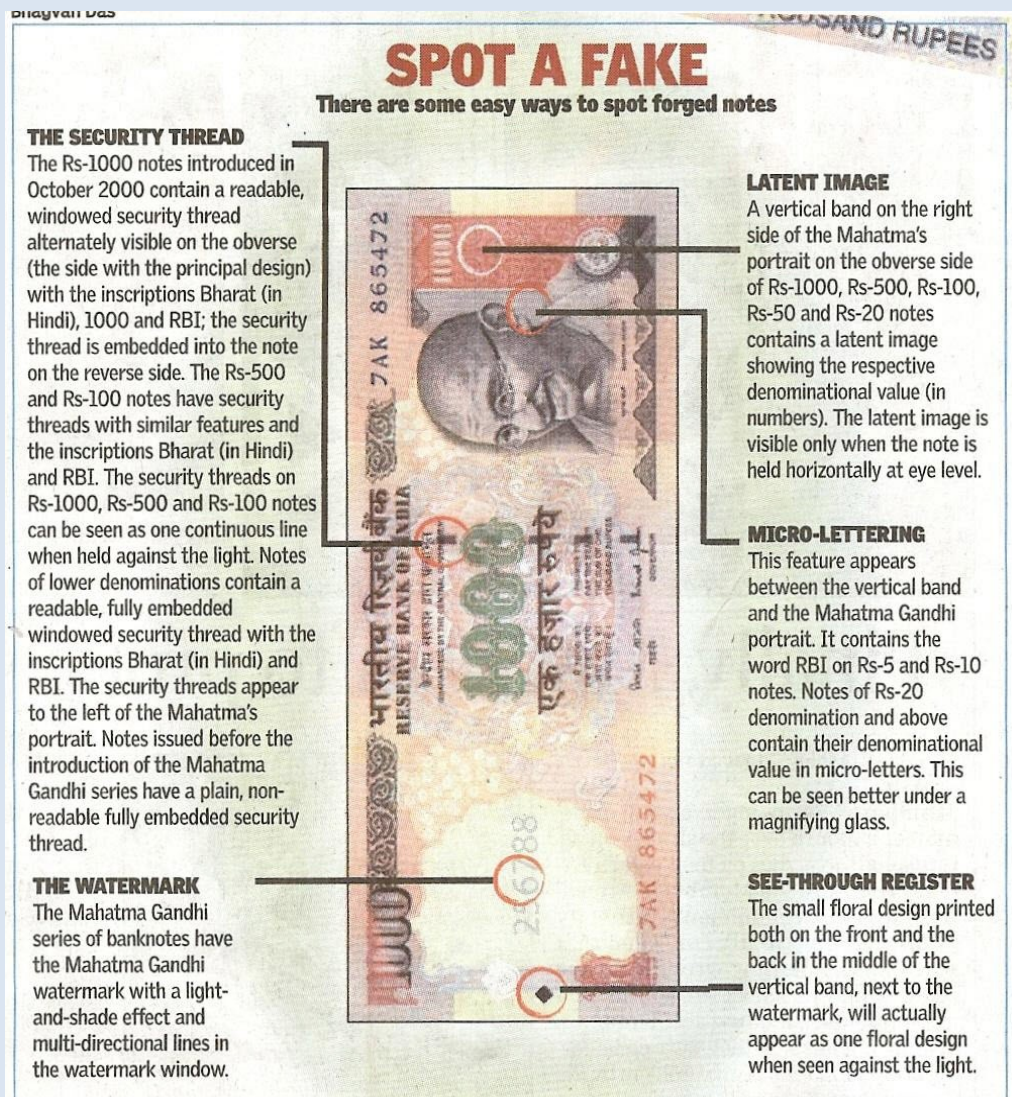 Bhagvan Das
RUPEES
SPOT A FAKE
There are some easy ways to spot forged notes
THE SECURITY THREAD
The Rs-1000 notes introduced in
October 2000 contain a readable,
windowed security thread
alternately visible on the obverse
(the side with the principal design)
with the inscriptions Bharat (in
Hindi), 1000 and RBI; the security
thread is embedded into the note
on the reverse side. The Rs-500
and Rs-100 notes have security
threads with similar features and
the inscriptions Bharat (in Hindi)
and RBI. The security threads on
Rs-1000, Rs-500 and Rs-100 notes
can be seen as one continuous line
when held against the light. Notes
of lower denominations contain a
readable, fully embedded
windowed security thread with the
inscriptions Bharat (in Hindi) and
RBI. The security threads appear
to the left of the Mahatma's
portrait. Notes issued before the
introduction of the Mahatma
Gandhi series have a plain, non-
readable fully embedded security
thread.
THE WATERMARK
The Mahatma Gandhi
series of banknotes have
the Mahatma Gandhi
watermark with a light-
and-shade effect and
multi-directional lines in
the watermark window.
7AK 865472
1000
भारतीय रिज़र्व बैंक
RESERVE BANK OF INDIA
1000
एक हज़ार रुपये
1000
7AK 865472
LATENT IMAGE
A vertical band on the right
side of the Mahatma's
portrait on the obverse side
of Rs-1000, Rs-500, Rs-100,
Rs-50 and Rs-20 notes
contains a latent image
showing the respective
denominational value (in
numbers). The latent image is
visible only when the note is
held horizontally at eye level.
MICRO-LETTERING
This feature appears
between the vertical band
and the Mahatma Gandhi
portrait. It contains the
word RBI on Rs-5 and Rs-10
notes. Notes of Rs-20
denomination and above
contain their denominational
value in micro-letters. This
can be seen better under a
magnifying glass.
SEE-THROUGH REGISTER
The small floral design printed
both on the front and the
back in the middle of the
vertical band, next to the
watermark, will actually
appear as one floral design
when seen against the light.